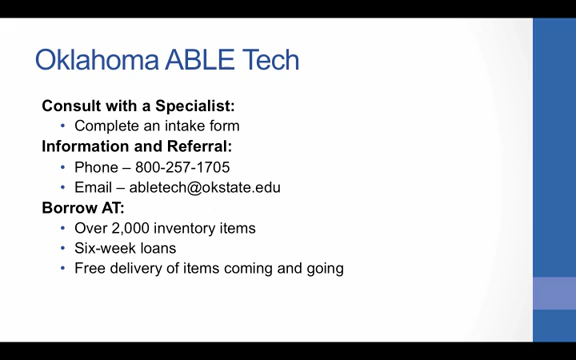 Oklahoma ABLE Tech
Consult with a Specialist:
• Complete an intake form
Information and Referral:
• Phone – 800-257-1705
• Email – abletech@okstate.edu
Borrow AT:
• Over 2,000 inventory items
• Six-week loans
• Free delivery of items coming and going